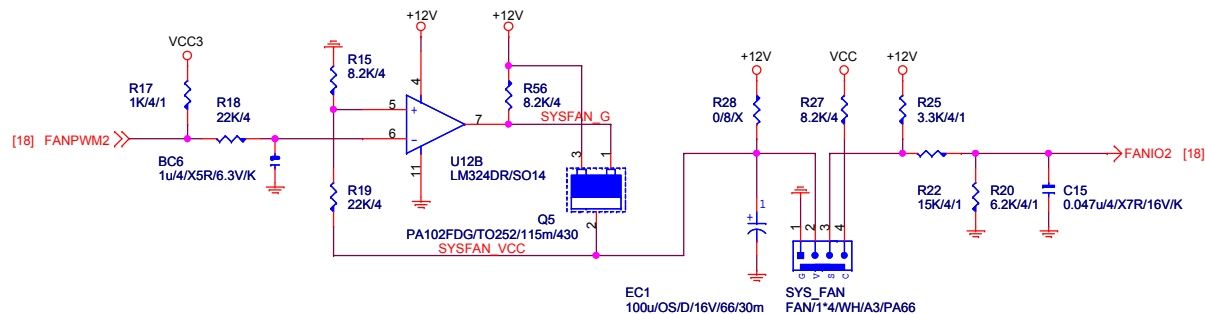 +12V
+12V
VCC3
R15
8.2K/4
R17
1K/4/1
R18
22K/4
4
R56
8.2K/4
5
+
7
SYSFAN_G
6
-
[18] FANPWM2
BC6
1u/4/X5R/6.3V/K
U12B
LM324DR/SO14
11
3
1
R19
22K/4
Q5
PA102FDG/TO252/115m/430
2
SYSFAN_VCC
+12V
VCC
+12V
R28
0/8/X
R27
8.2K/4
R25
3.3K/4/1
FANIO2 [18]
R22
15K/4/1
R20
6.2K/4/1
C15
0.047u/4/X7R/16V/K
+
1
1
2
3
4
G
V
S
C
EC1
100u/OS/D/16V/66/30m
SYS_FAN
FAN/1*4/WH/A3/PA66